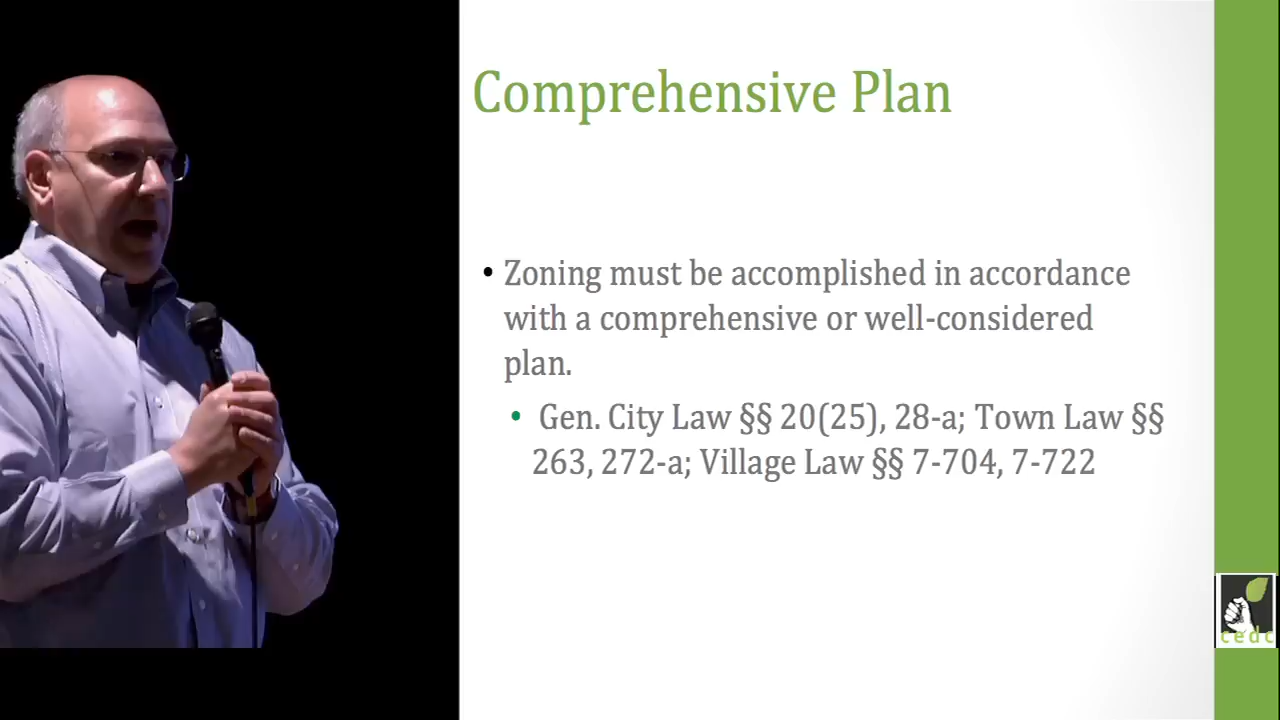 Comprehensive Plan
• Zoning must be accomplished in accordance
with a comprehensive or well-considered
plan.
• Gen. City Law §§ 20(25), 28-a; Town Law §§
263, 272-a; Village Law §§ 7-704, 7-722
cedc